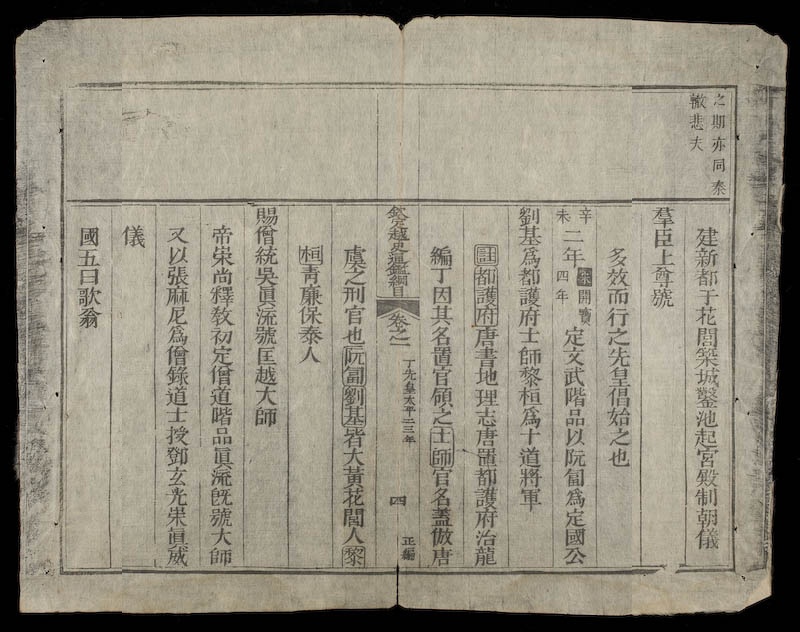 之期亦同秦
轍悲夫
建新都于花閭築城鑿池起宮殿制朝儀
羣臣上尊號
多效而行之先皇倡始之也
辛未二年宋開寶四年定文武階品以阮匐爲定國公
劉基爲都護府士師黎桓爲十道將軍
註都護府唐書地理志唐置都護府治龍
編丁因其名置官領之士師官名蓋倣唐
欽定越史通鑑綱目 卷之一 丁先皇太平二三年 四 正編
虞之刑官也阮匐劉基皆大黃花閭人黎
桓青廉保泰人
賜僧統吳眞流號匡越大師
帝崇尚釋教初定僧道階品眞流旣號大師
又以張麻尼爲僧錄道士授鄧玄光崇眞威
儀
國五曰歌翁